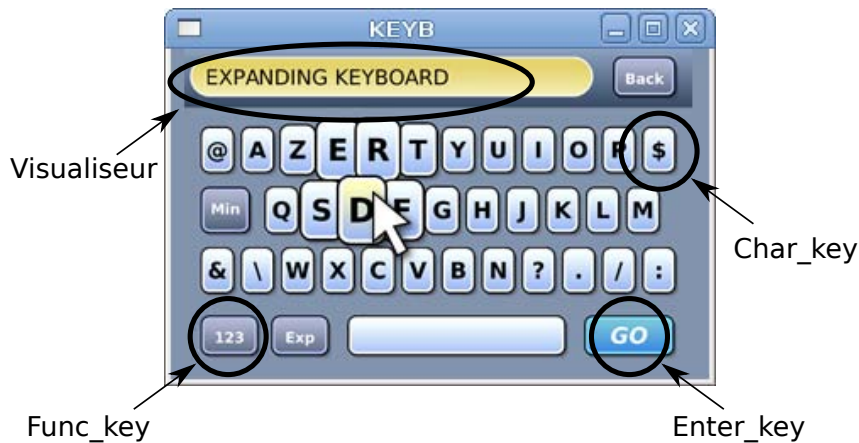 KEYB
EXPANDING KEYBOARD Back
@ A Z E R T Y U I O P $
Visualiseur
Min Q S D F G H J K L M
Char_key
& \ W X C V B N ? . / :
123 Exp GO
Func_key Enter_key